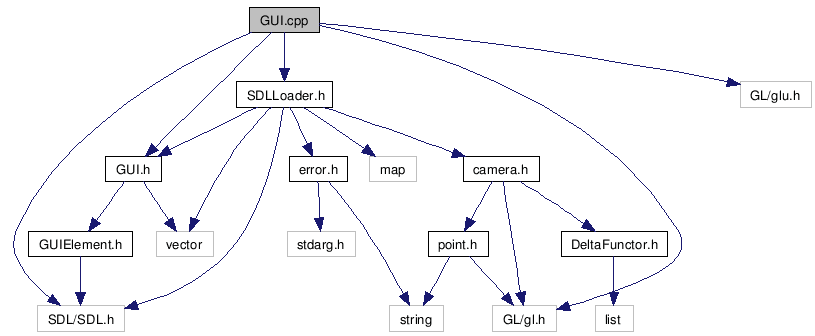 GUI.cpp
SDLLoader.h
GL/glu.h
GUI.h
error.h
map
camera.h
GUIElement.h
vector
stdarg.h
point.h
DeltaFunctor.h
SDL/SDL.h
string
GL/gl.h
list